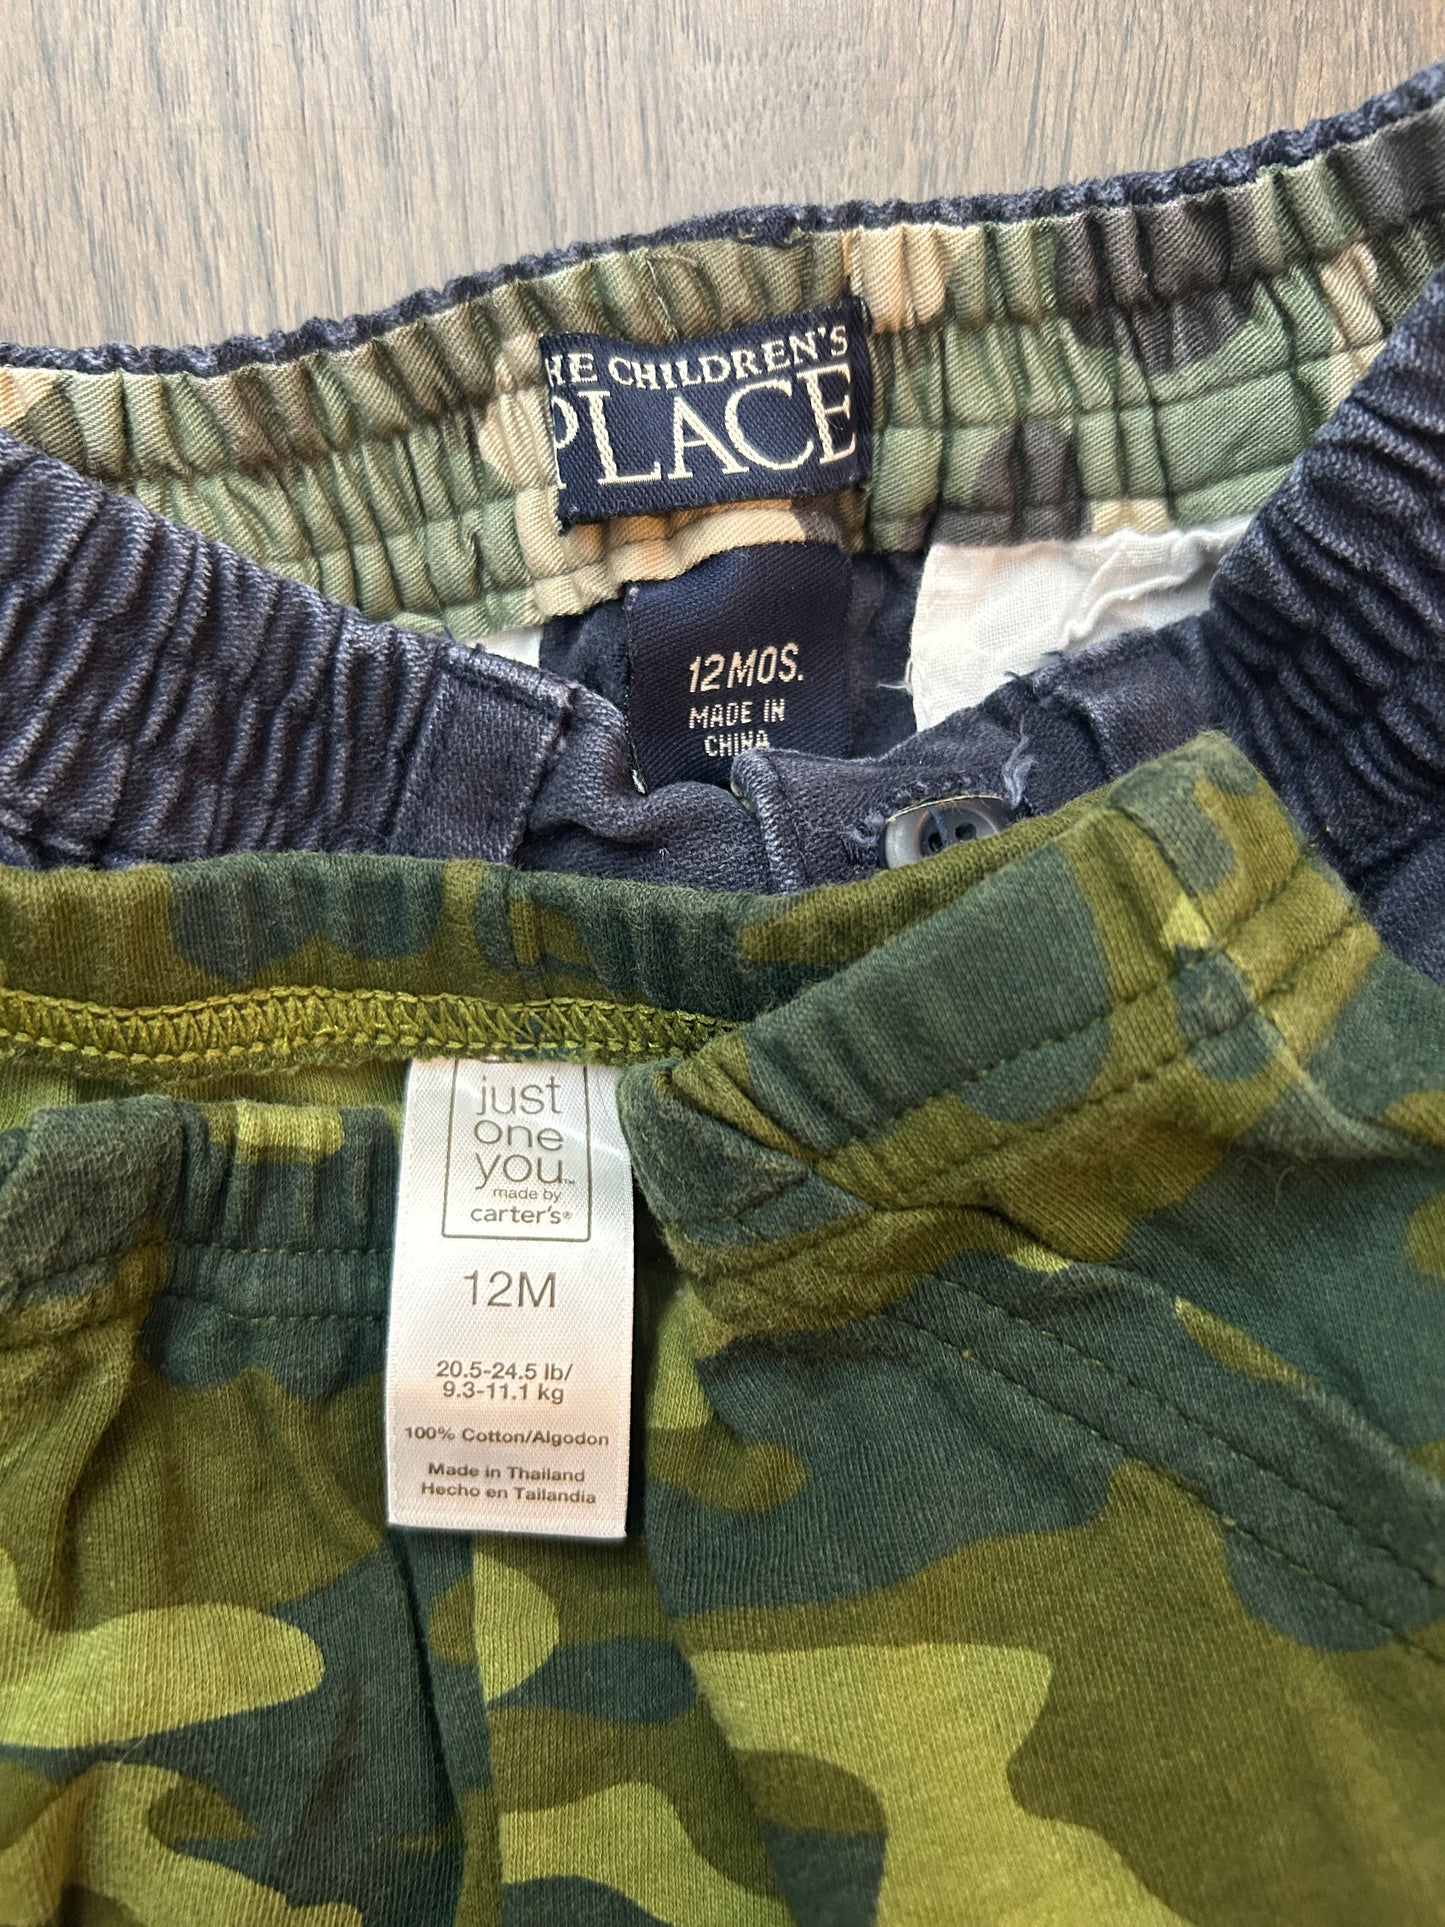 HE CHILDREN'S
PLACE
12 MOS.
MADE IN
CHINA
just
one
you™
made by
carter's®
12M
20.5-24.5 lb/
9.3-11.1 kg
100% Cotton/Algodon
Made in Thailand
Hecho en Tailandia